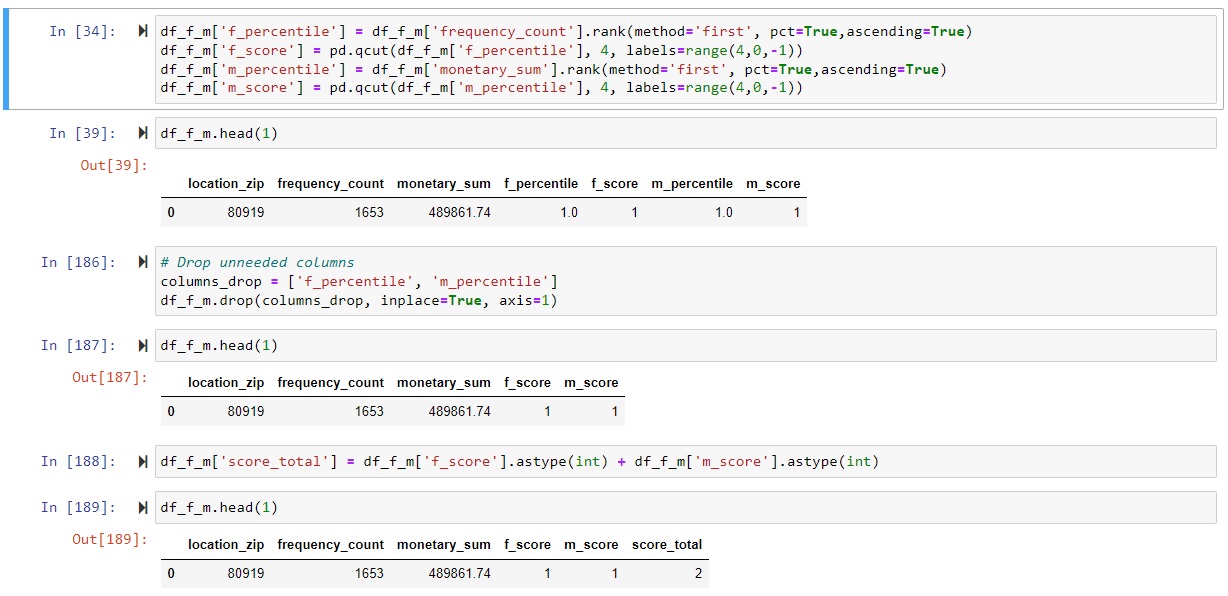 In [34]: df_f_m['f_percentile'] = df_f_m['frequency_count'].rank(method='first', pct=True,ascending=True)
df_f_m['f_score'] = pd.qcut(df_f_m['f_percentile'], 4, labels=range(4,0,-1))
df_f_m['m_percentile'] = df_f_m['monetary_sum'].rank(method='first', pct=True,ascending=True)
df_f_m['m_score'] = pd.qcut(df_f_m['m_percentile'], 4, labels=range(4,0,-1))
In [39]: df_f_m.head(1)
Out[39]:
location_zip frequency_count monetary_sum f_percentile f_score m_percentile m_score
0 80919 1653 489861.74 1.0 1 1.0 1
In [186]: # Drop unneeded columns
columns_drop = ['f_percentile', 'm_percentile']
df_f_m.drop(columns_drop, inplace=True, axis=1)
In [187]: df_f_m.head(1)
Out[187]:
location_zip frequency_count monetary_sum f_score m_score
0 80919 1653 489861.74 1 1
In [188]: df_f_m['score_total'] = df_f_m['f_score'].astype(int) + df_f_m['m_score'].astype(int)
In [189]: df_f_m.head(1)
Out[189]:
location_zip frequency_count monetary_sum f_score m_score score_total
0 80919 1653 489861.74 1 1 2